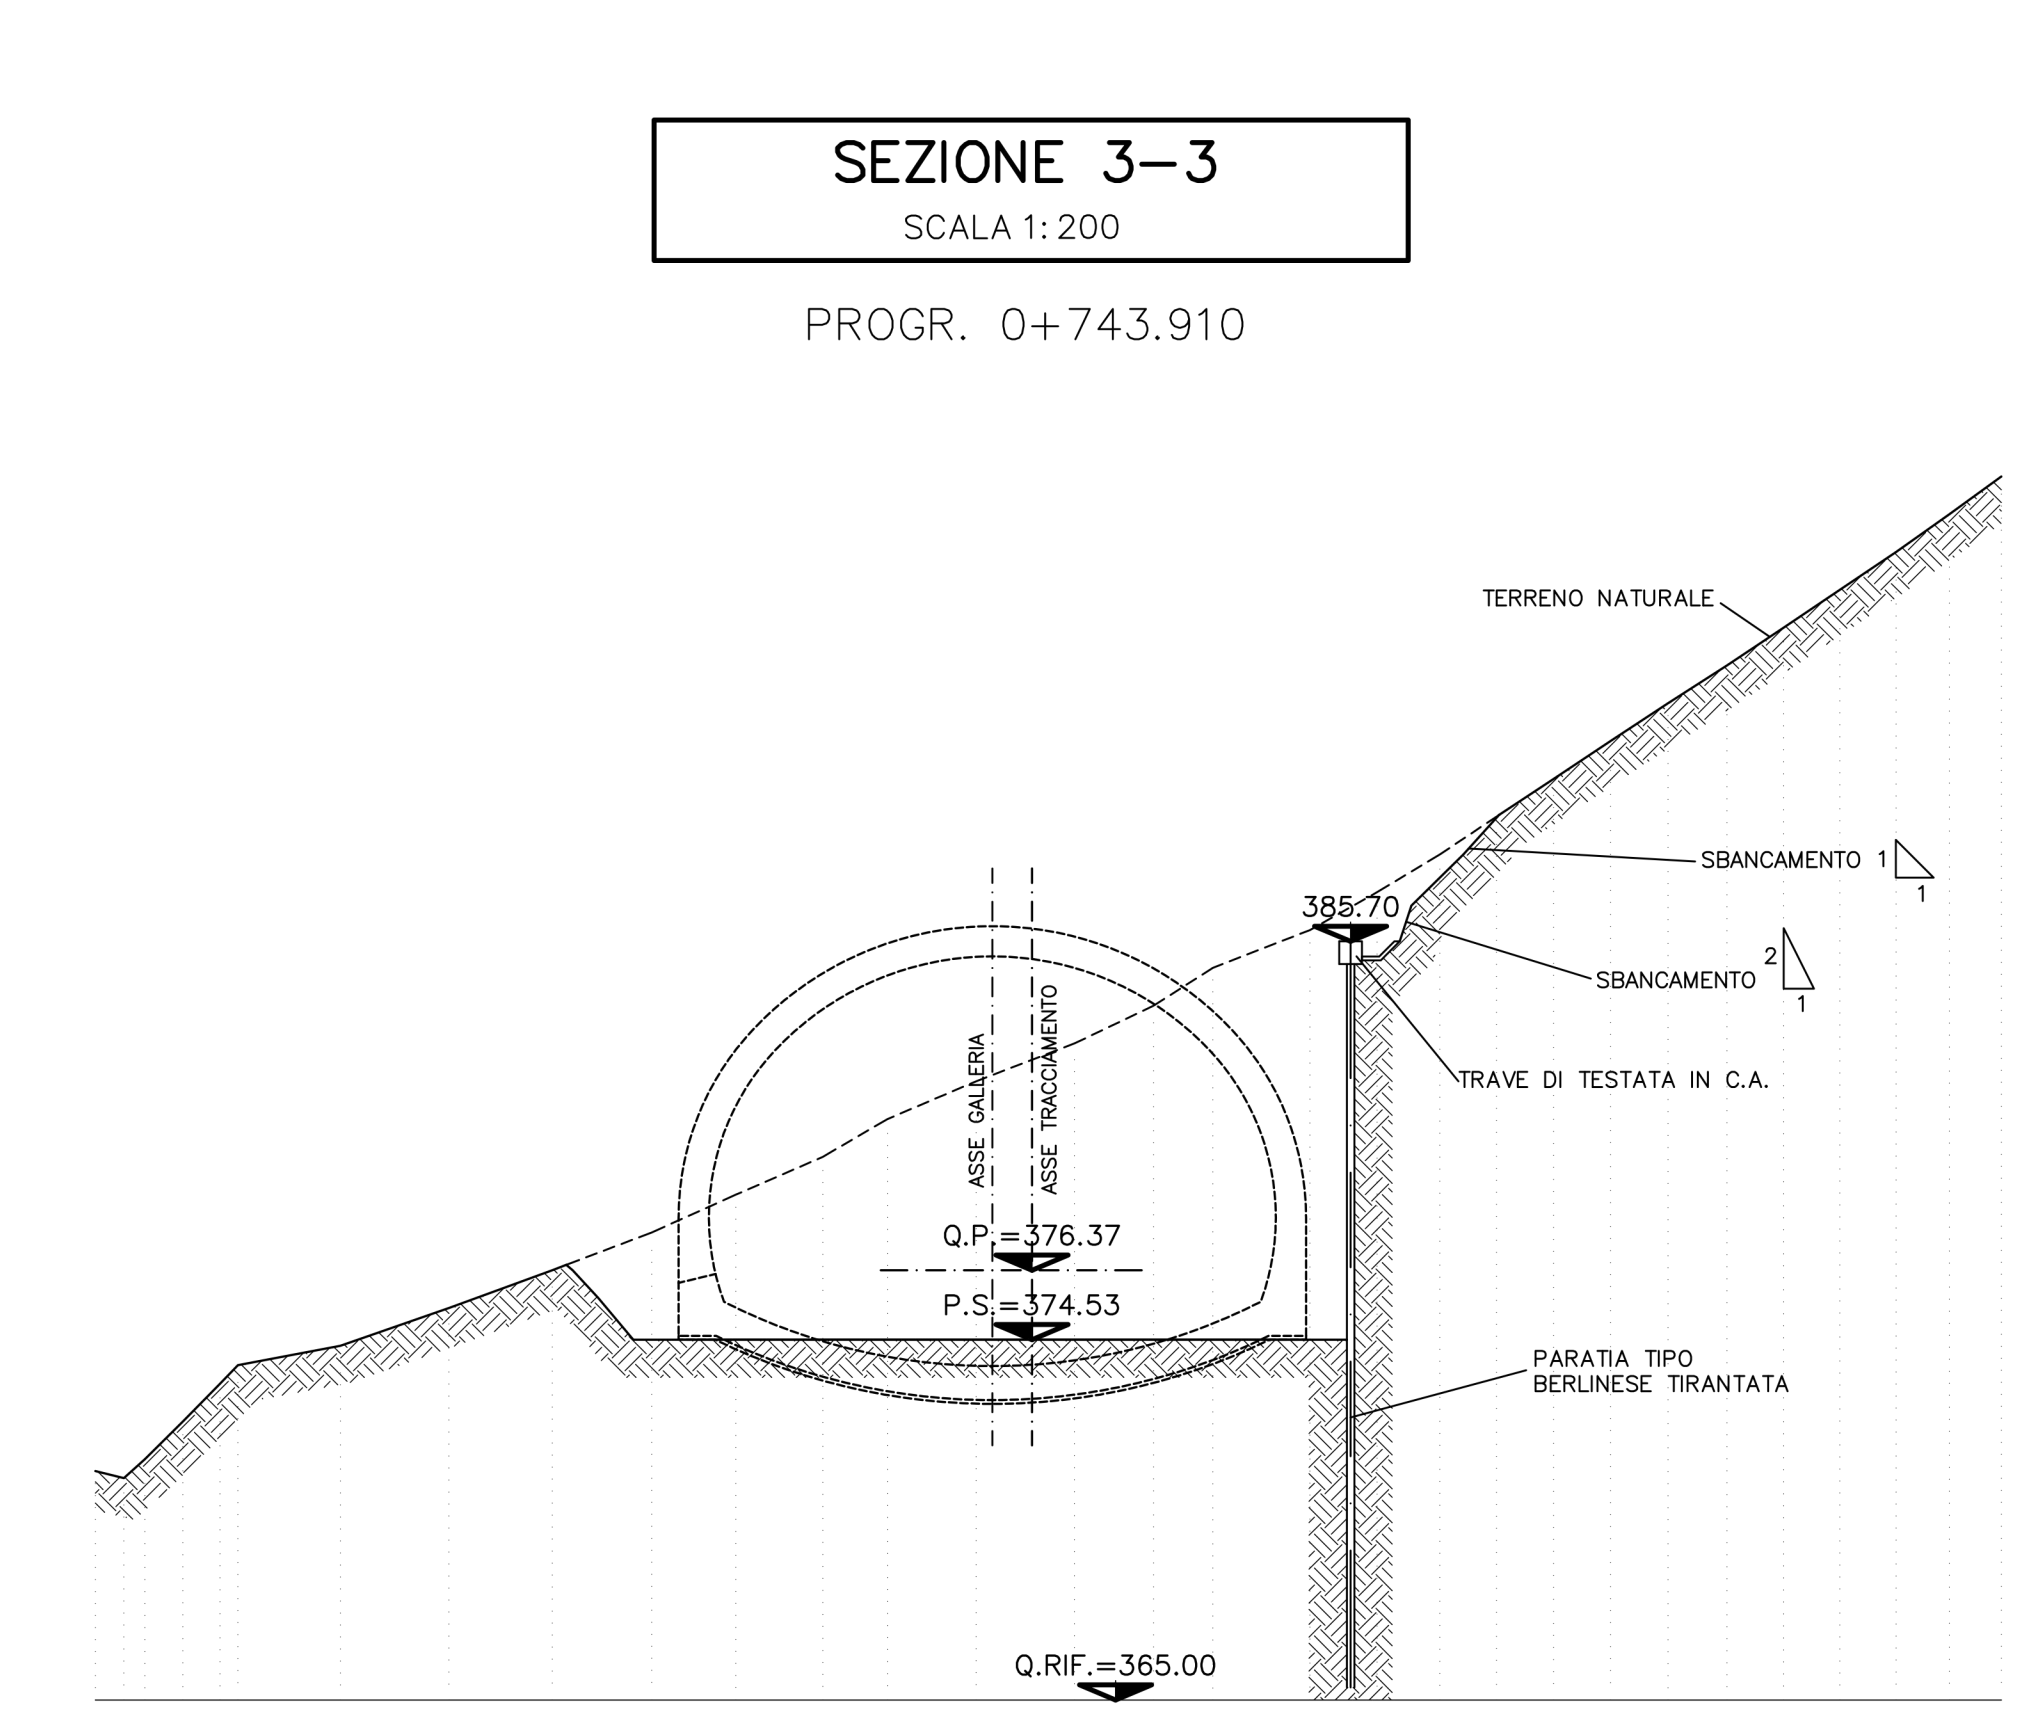 SEZIONE 3-3
SCALA 1:200
PROGR. 0+743.910
TERRENO NATURALE
SBANCAMENTO 1
1
385.70
SBANCAMENTO 2
1
ASSE GALLERIA
ASSE TRACCIAMENTO
TRAVE DI TESTATA IN C.A.
Q.P.=376.37
P.S.=374.53
PARATIA TIPO
BERLINESE TIRANTATA
Q.RIF.=365.00